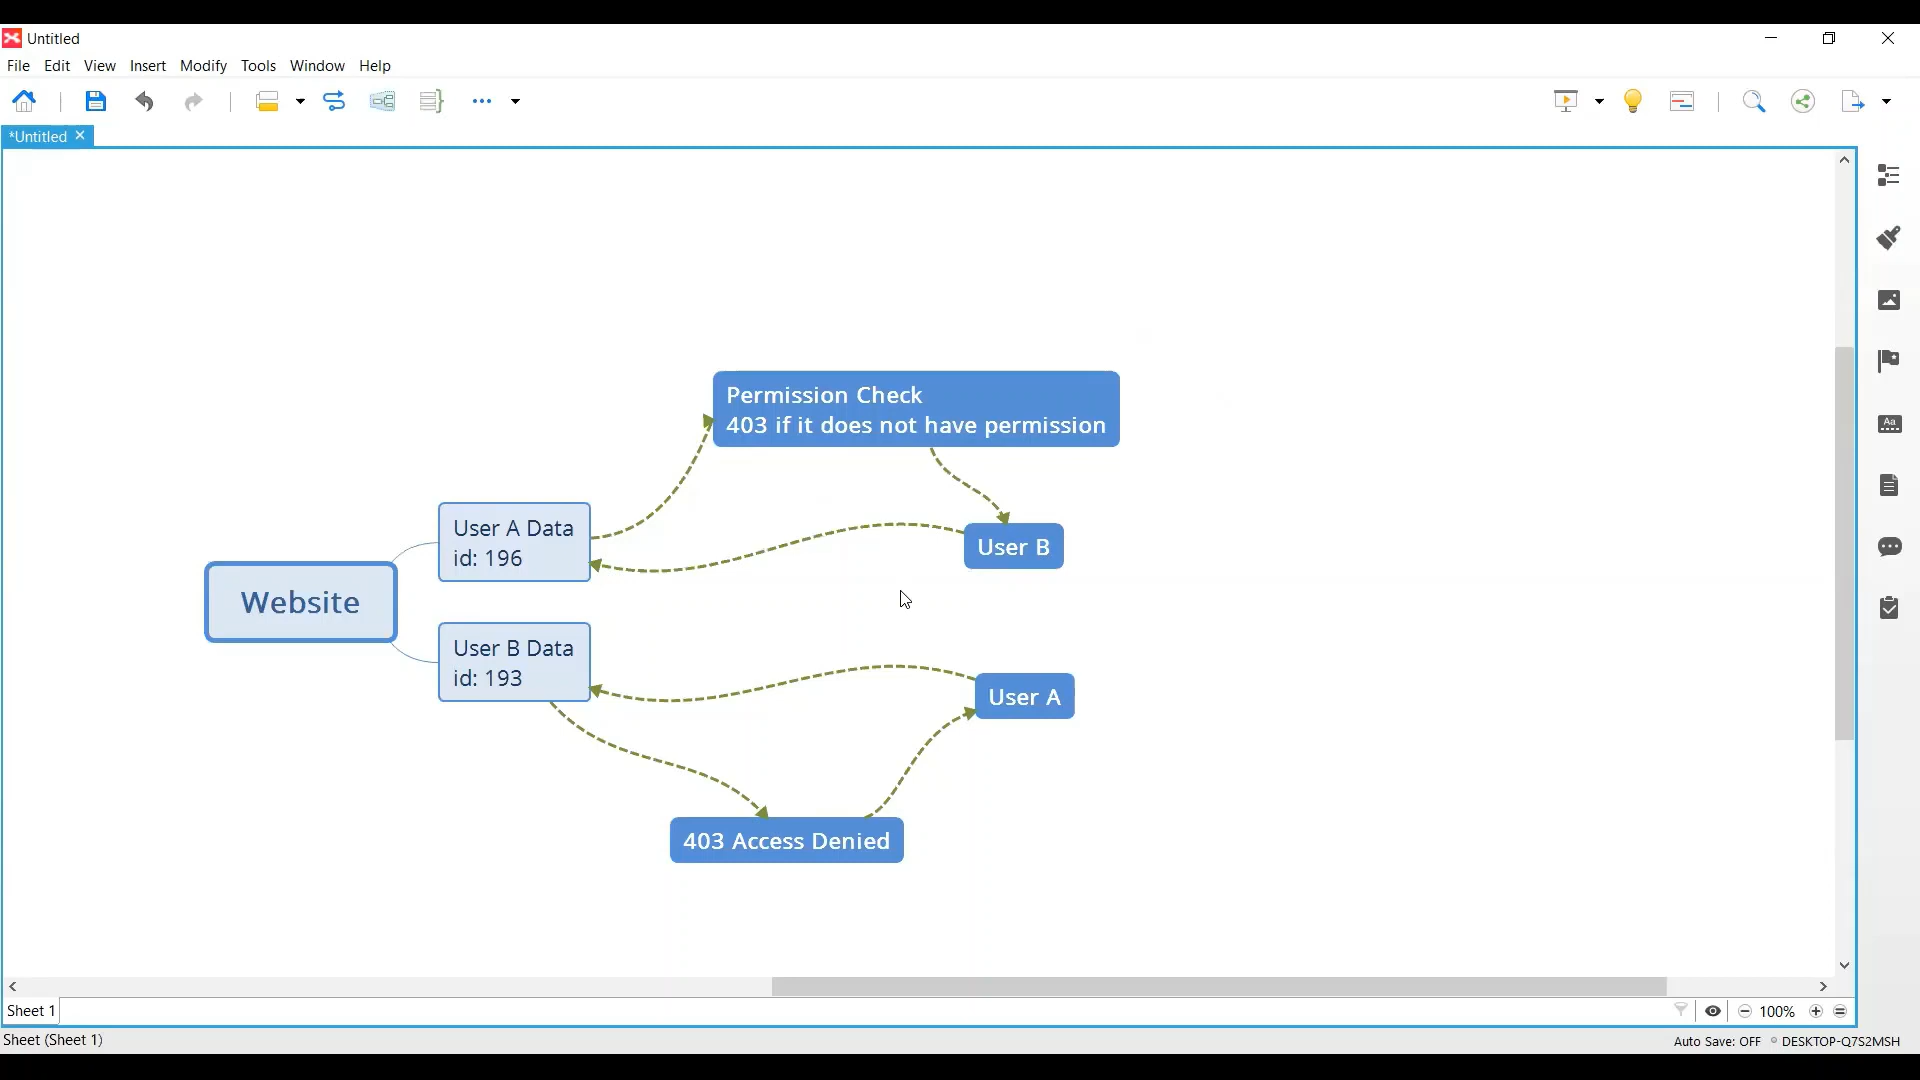 Untitled
File Edit View Insert Modify Tools Window Help
*Untitled
Permission Check
403 if it does not have permission
User A Data
id: 196
User B
Website
User B Data
id: 193
User A
403 Access Denied
Aa
Sheet 1
100%
Sheet (Sheet 1)
Auto Save: OFF
DESKTOP-Q7S2MSH